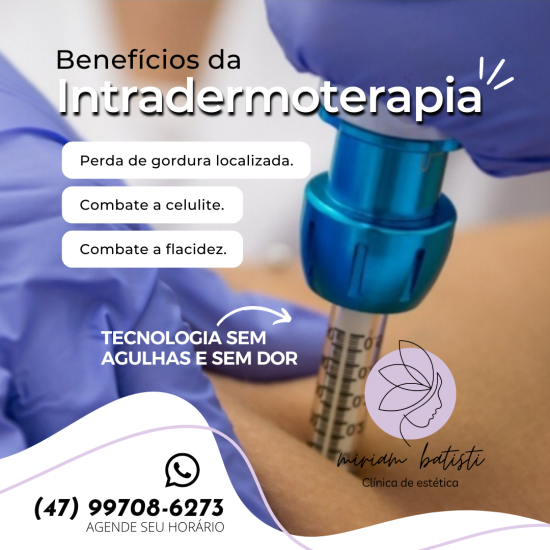 Benefícios da
Intradermoterapia
Perda de gordura localizada.
Combate a celulite.
Combate a flacidez.
TECNOLOGIA SEM
AGULHAS E SEM DOR
miriam batisti
Clínica de estética
(47) 99708-6273
AGENDE SEU HORÁRIO